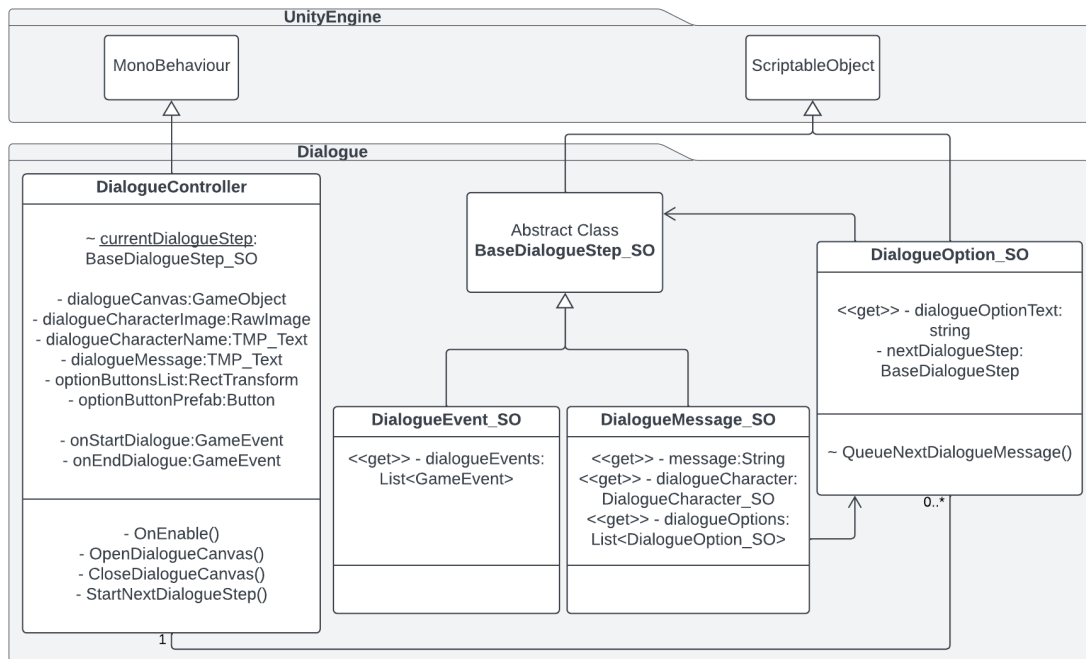 UnityEngine
MonoBehaviour
ScriptableObject
Dialogue
DialogueController
~ currentDialogueStep:
BaseDialogueStep_SO
- dialogueCanvas:GameObject
- dialogueCharacterImage:RawImage
- dialogueCharacterName:TMP_Text
- dialogueMessage:TMP_Text
- optionButtonsList:RectTransform
- optionButtonPrefab:Button
- onStartDialogue:GameEvent
- onEndDialogue:GameEvent
- OnEnable()
- OpenDialogueCanvas()
- CloseDialogueCanvas()
- StartNextDialogueStep()
1
Abstract Class
BaseDialogueStep_SO
DialogueEvent_SO
<<get>> - dialogueEvents:
List<GameEvent>
DialogueMessage_SO
<<get>> - message:String
<<get>> - dialogueCharacter:
DialogueCharacter_SO
<<get>> - dialogueOptions:
List<DialogueOption_SO>
DialogueOption_SO
<<get>> - dialogueOptionText:
string
- nextDialogueStep:
BaseDialogueStep
~ QueueNextDialogueMessage()
0..*